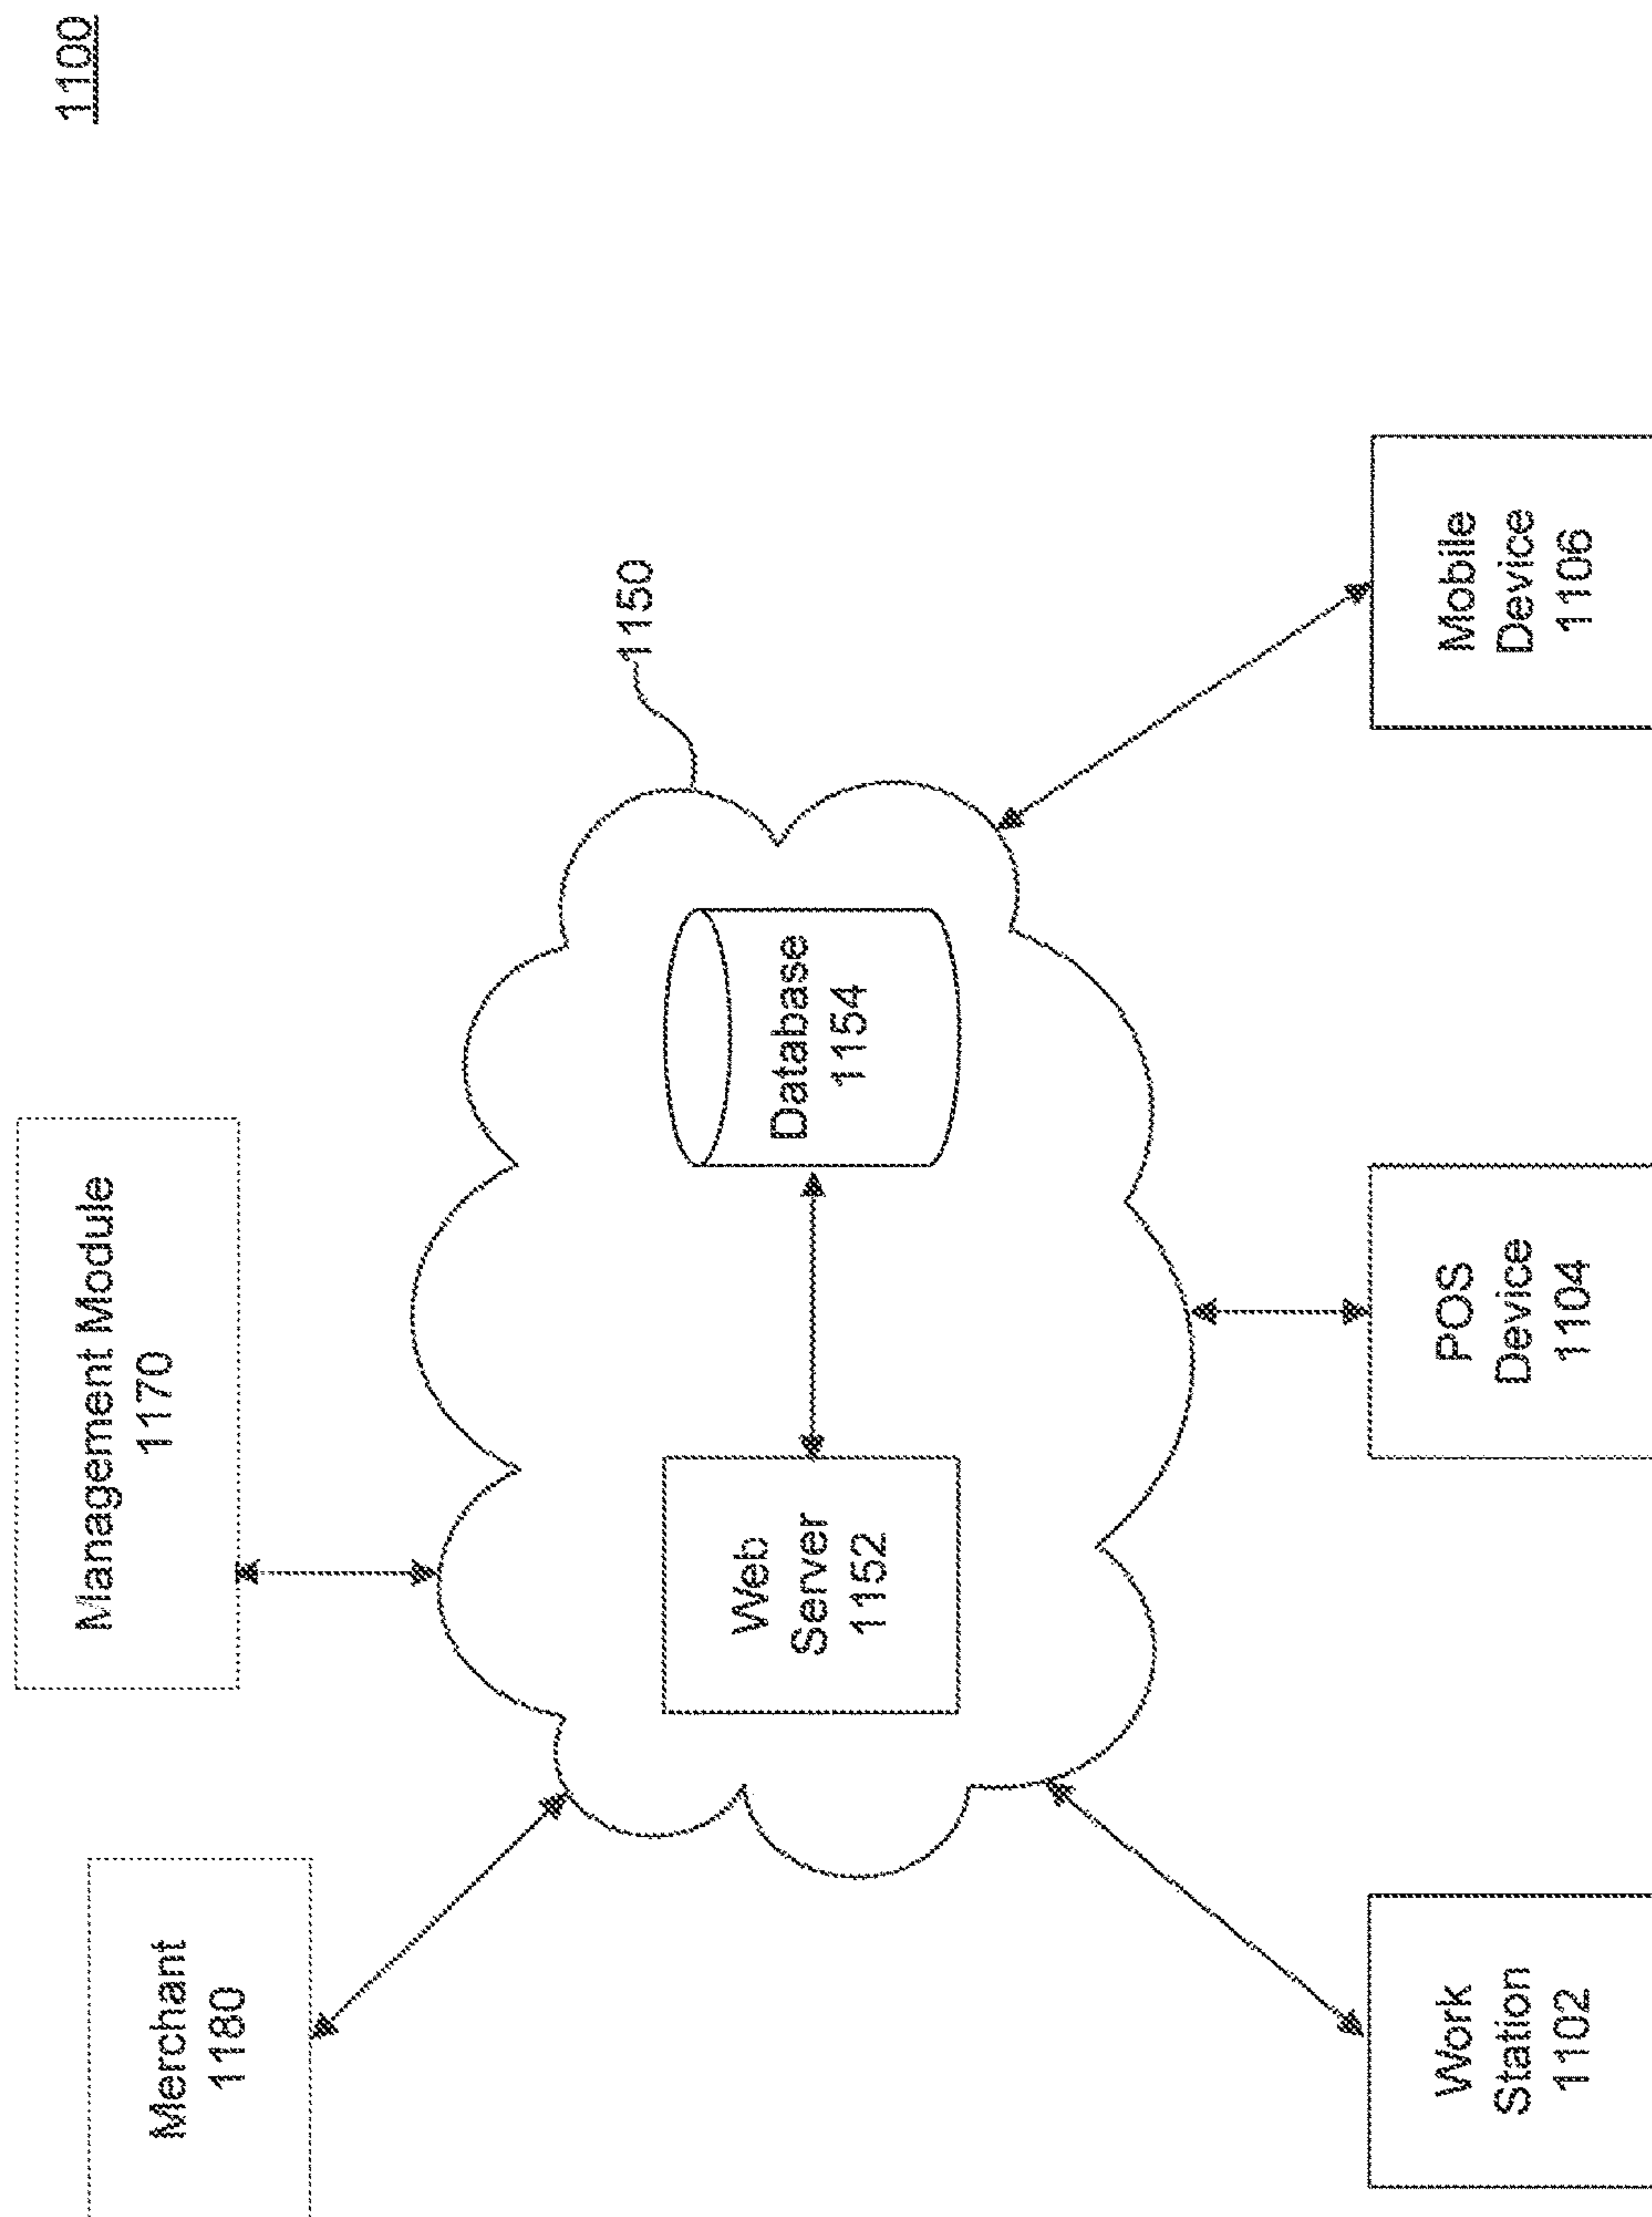 1100
Merchant
1180
Management Module
1170
1150
Web
Server
1152
Database
1154
Work
Station
1102
POS
Device
1104
Mobile
Device
1106